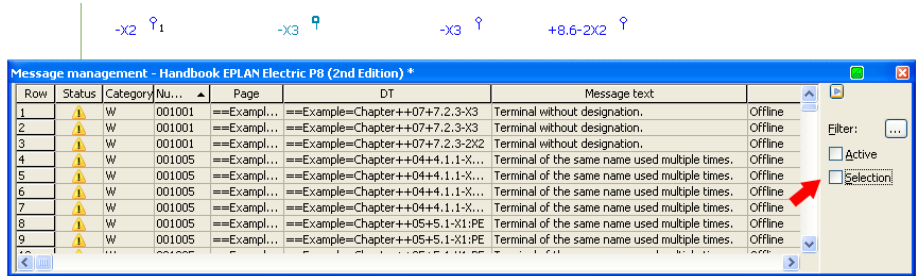 -X2 1 -X3 -X3 +8.6-2X2
Message management - Handbook EPLAN Electric P8 (2nd Edition) *
Row Status Category Nu... Page DT Message text
1 W 001001 ==Exampl... ==Example=Chapter++07+7.2.3-X3 Terminal without designation. Offline
2 W 001001 ==Exampl... ==Example=Chapter++07+7.2.3-X3 Terminal without designation. Offline
3 W 001001 ==Exampl... ==Example=Chapter++07+7.2.3-2X2 Terminal without designation. Offline
4 W 001005 ==Exampl... ==Example=Chapter++04+4.1.1-X... Terminal of the same name used multiple times. Offline
5 W 001005 ==Exampl... ==Example=Chapter++04+4.1.1-X... Terminal of the same name used multiple times. Offline
6 W 001005 ==Exampl... ==Example=Chapter++04+4.1.1-X... Terminal of the same name used multiple times. Offline
7 W 001005 ==Exampl... ==Example=Chapter++04+4.1.1-X... Terminal of the same name used multiple times. Offline
8 W 001005 ==Exampl... ==Example=Chapter++05+5.1-X1:PE Terminal of the same name used multiple times. Offline
9 W 001005 ==Exampl... ==Example=Chapter++05+5.1-X1:PE Terminal of the same name used multiple times. Offline
Filter: ...
Active
Selection